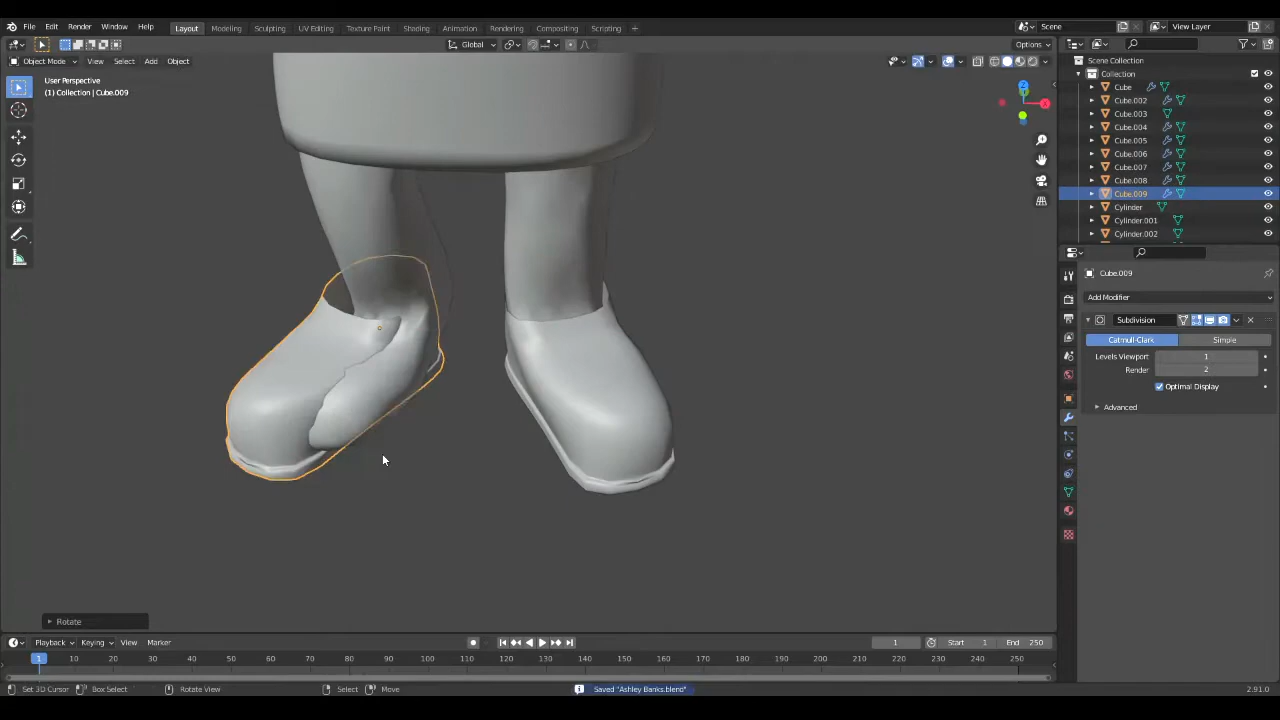 File Edit Render Window Help Layout Modeling Sculpting UV Editing Texture Paint Shading Animation Rendering Compositing Scripting + Scene View Layer
Global Options
Object Mode View Select Add Object
User Perspective
(1) Collection | Cube.009
Scene Collection
Collection
Cube
Cube.002
Cube.003
Cube.004
Cube.005
Cube.006
Cube.007
Cube.008
Cube.009
Cylinder
Cylinder.001
Cylinder.002
Cube.009
Add Modifier
Subdivision
Catmull-Clark Simple
Levels Viewport 1
Render 2
Optimal Display
Advanced
Rotate
Playback Keying View Marker 1 Start 1 End 250
1 10 20 30 40 50 60 70 80 90 100 110 120 130 140 150 160 170 180 190 200 210 220 230 240 250
Set 3D Cursor Box Select Rotate View Select Move Saved "Ashley Banks.blend" 2.91.0